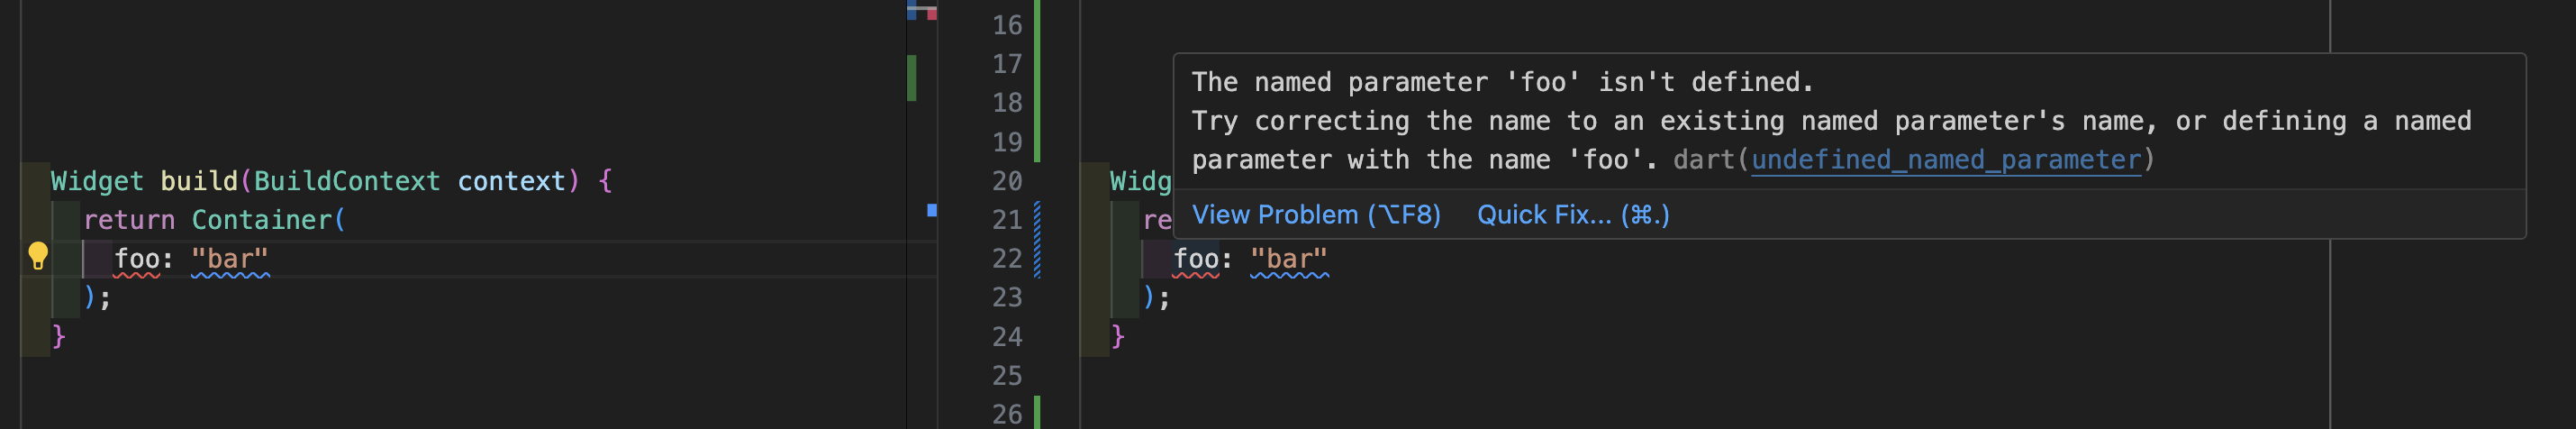 Widget build(BuildContext context) {
return Container(
foo: "bar"
);
}
16
17
18
19
20 Widg
21 re
22 foo: "bar"
23 );
24 }
25
26
The named parameter 'foo' isn't defined.
Try correcting the name to an existing named parameter's name, or defining a named
parameter with the name 'foo'. dart(undefined_named_parameter)
View Problem (⌥F8) Quick Fix... (⌘.)